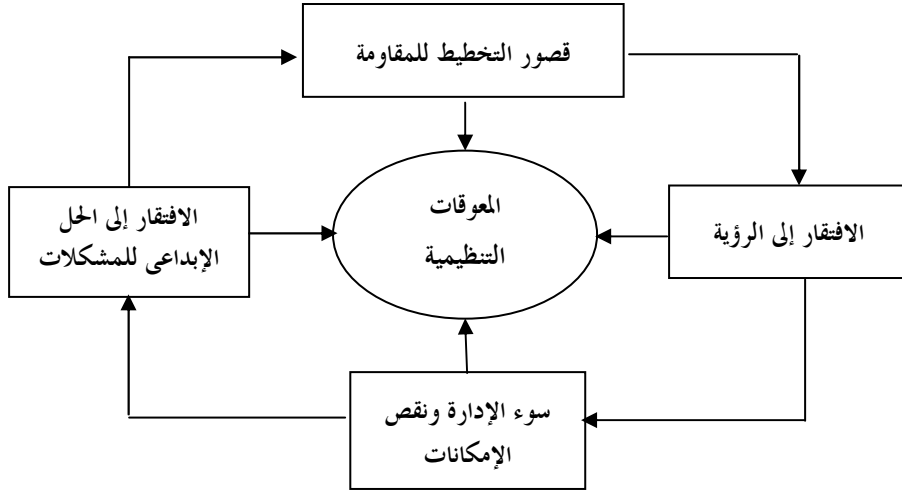 قصور التخطيط للمقاومة
المعوقات
التنظيمية
الافتقار إلى الرؤية
الافتقار إلى الحل
الإبداعى للمشكلات
سوء الإدارة ونقص
الإمكانات